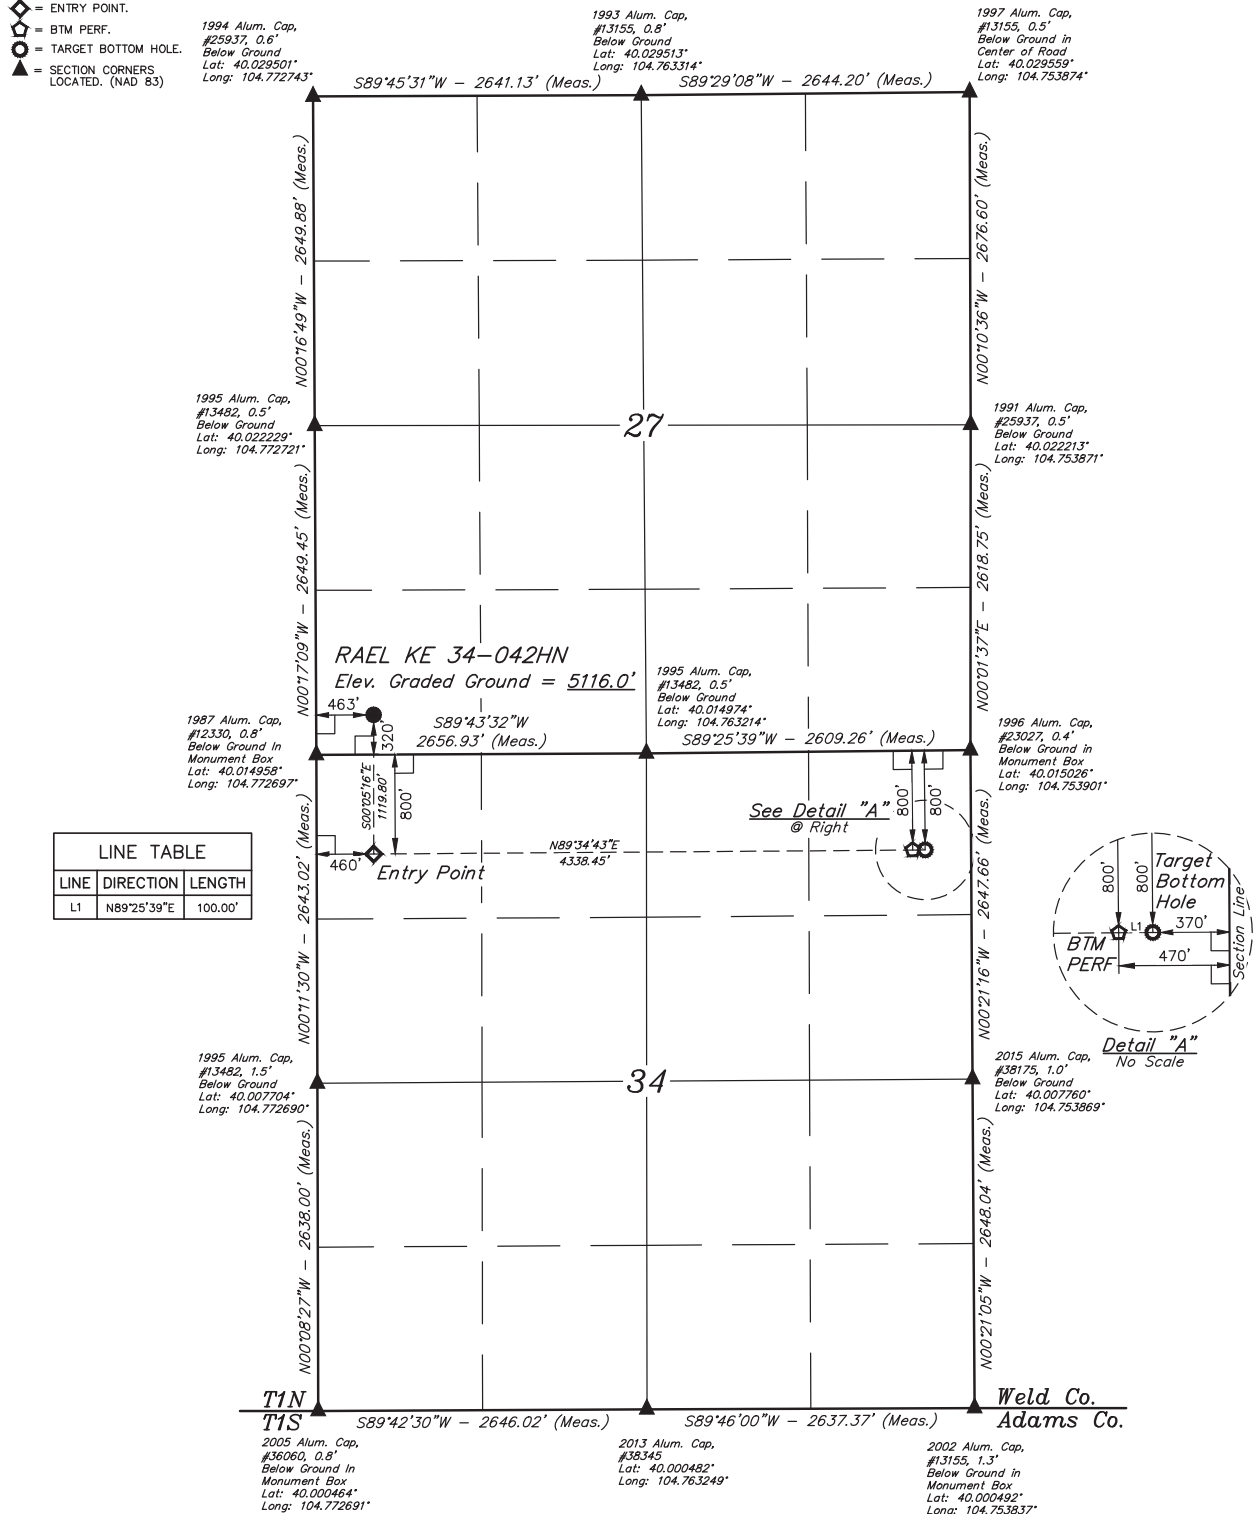 = ENTRY POINT.
= BTM PERF.
= TARGET BOTTOM HOLE.
= SECTION CORNERS
LOCATED. (NAD 83)
1994 Alum. Cap,
#25937, 0.6'
Below Ground
Lat: 40.029501°
Long: 104.772743°
1993 Alum. Cap,
#13155, 0.8'
Below Ground
Lat: 40.029513°
Long: 104.763314°
1997 Alum. Cap,
#13155, 0.5'
Below Ground in
Center of Road
Lat: 40.029559°
Long: 104.753874°
S89°45'31"W - 2641.13' (Meas.)
S89°29'08"W - 2644.20' (Meas.)
N00°16'49"W - 2649.88' (Meas.)
N00°10'36"W - 2676.60' (Meas.)
1995 Alum. Cap,
#13482, 0.5'
Below Ground
Lat: 40.022229°
Long: 104.772721°
27
1991 Alum. Cap,
#25937, 0.5'
Below Ground
Lat: 40.022213°
Long: 104.753871°
N00°17'09"W - 2649.45' (Meas.)
N00°01'37"E - 2618.75' (Meas.)
RAEL KE 34-042HN
Elev. Graded Ground = 5116.0'
463'
320'
S89°43'32"W
2656.93' (Meas.)
1995 Alum. Cap,
#13482, 0.5'
Below Ground
Lat: 40.014974°
Long: 104.763214°
S89°25'39"W - 2609.26' (Meas.)
1987 Alum. Cap,
#12330, 0.8'
Below Ground In
Monument Box
Lat: 40.014958°
Long: 104.772697°
1996 Alum. Cap,
#23027, 0.4'
Below Ground in
Monument Box
Lat: 40.015026°
Long: 104.753901°
S00°05'16"E
1119.80'
800'
800'
800'
See Detail "A"
@ Right
N89°34'43"E
4338.45'
460'
Entry Point
N00°11'30"W - 2643.02' (Meas.)
N00°21'16"W - 2647.66' (Meas.)
LINE TABLE
LINE DIRECTION LENGTH
L1 N89°25'39"E 100.00'
800'
800'
Target
Bottom
Hole
L1
370'
BTM
PERF
470'
Section Line
Detail "A"
No Scale
1995 Alum. Cap,
#13482, 1.5'
Below Ground
Lat: 40.007704°
Long: 104.772690°
34
2015 Alum. Cap,
#38175, 1.0'
Below Ground
Lat: 40.007760°
Long: 104.753869°
N00°08'27"W - 2638.00' (Meas.)
N00°21'05"W - 2648.04' (Meas.)
T1N
T1S
Weld Co.
Adams Co.
S89°42'30"W - 2646.02' (Meas.)
S89°46'00"W - 2637.37' (Meas.)
2005 Alum. Cap,
#36060, 0.8'
Below Ground In
Monument Box
Lat: 40.000464°
Long: 104.772691°
2013 Alum. Cap,
#38345
Lat: 40.000482°
Long: 104.763249°
2002 Alum. Cap,
#13155, 1.3'
Below Ground in
Monument Box
Lat: 40.000492°
Long: 104.753837°